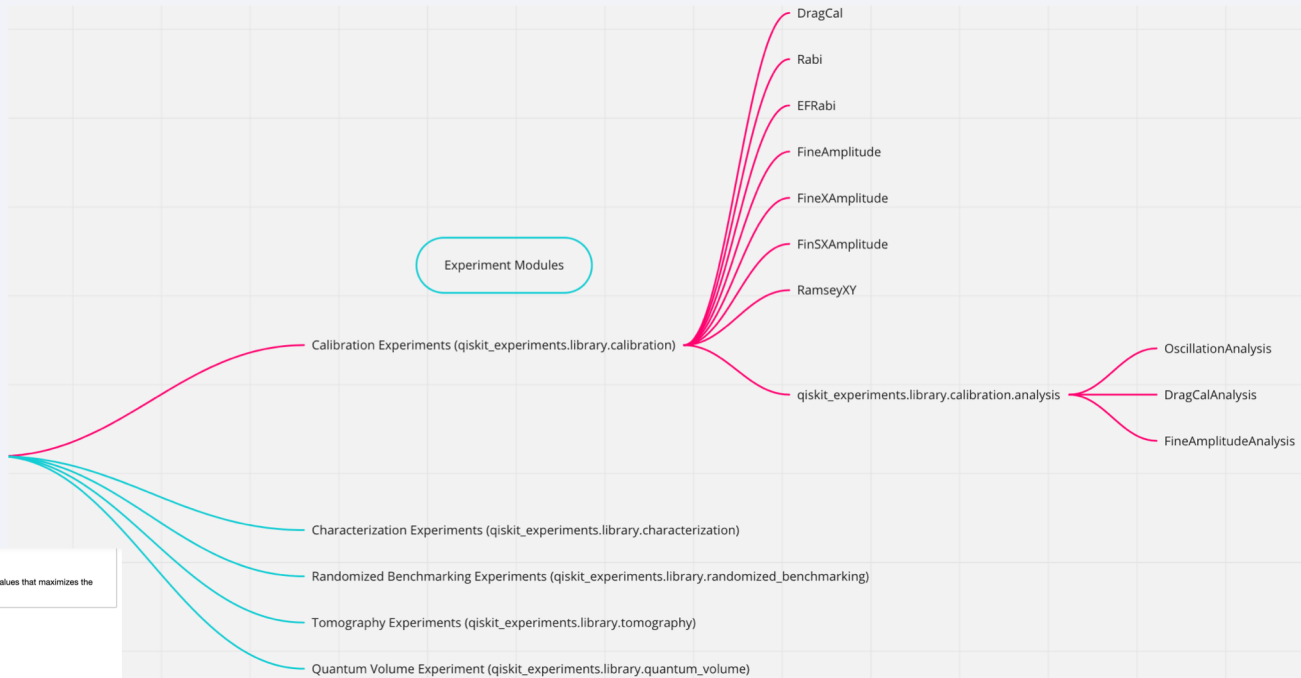 DragCal
Rabi
EFRabi
FineAmplitude
FineXAmplitude
FinSXAmplitude
Experiment Modules
RamseyXY
Calibration Experiments (qiskit_experiments.library.calibration)
OscillationAnalysis
qiskit_experiments.library.calibration.analysis
DragCalAnalysis
FineAmplitudeAnalysis
Characterization Experiments (qiskit_experiments.library.characterization)
Randomized Benchmarking Experiments (qiskit_experiments.library.randomized_benchmarking)
alues that maximizes the
Tomography Experiments (qiskit_experiments.library.tomography)
Quantum Volume Experiment (qiskit_experiments.library.quantum_volume)